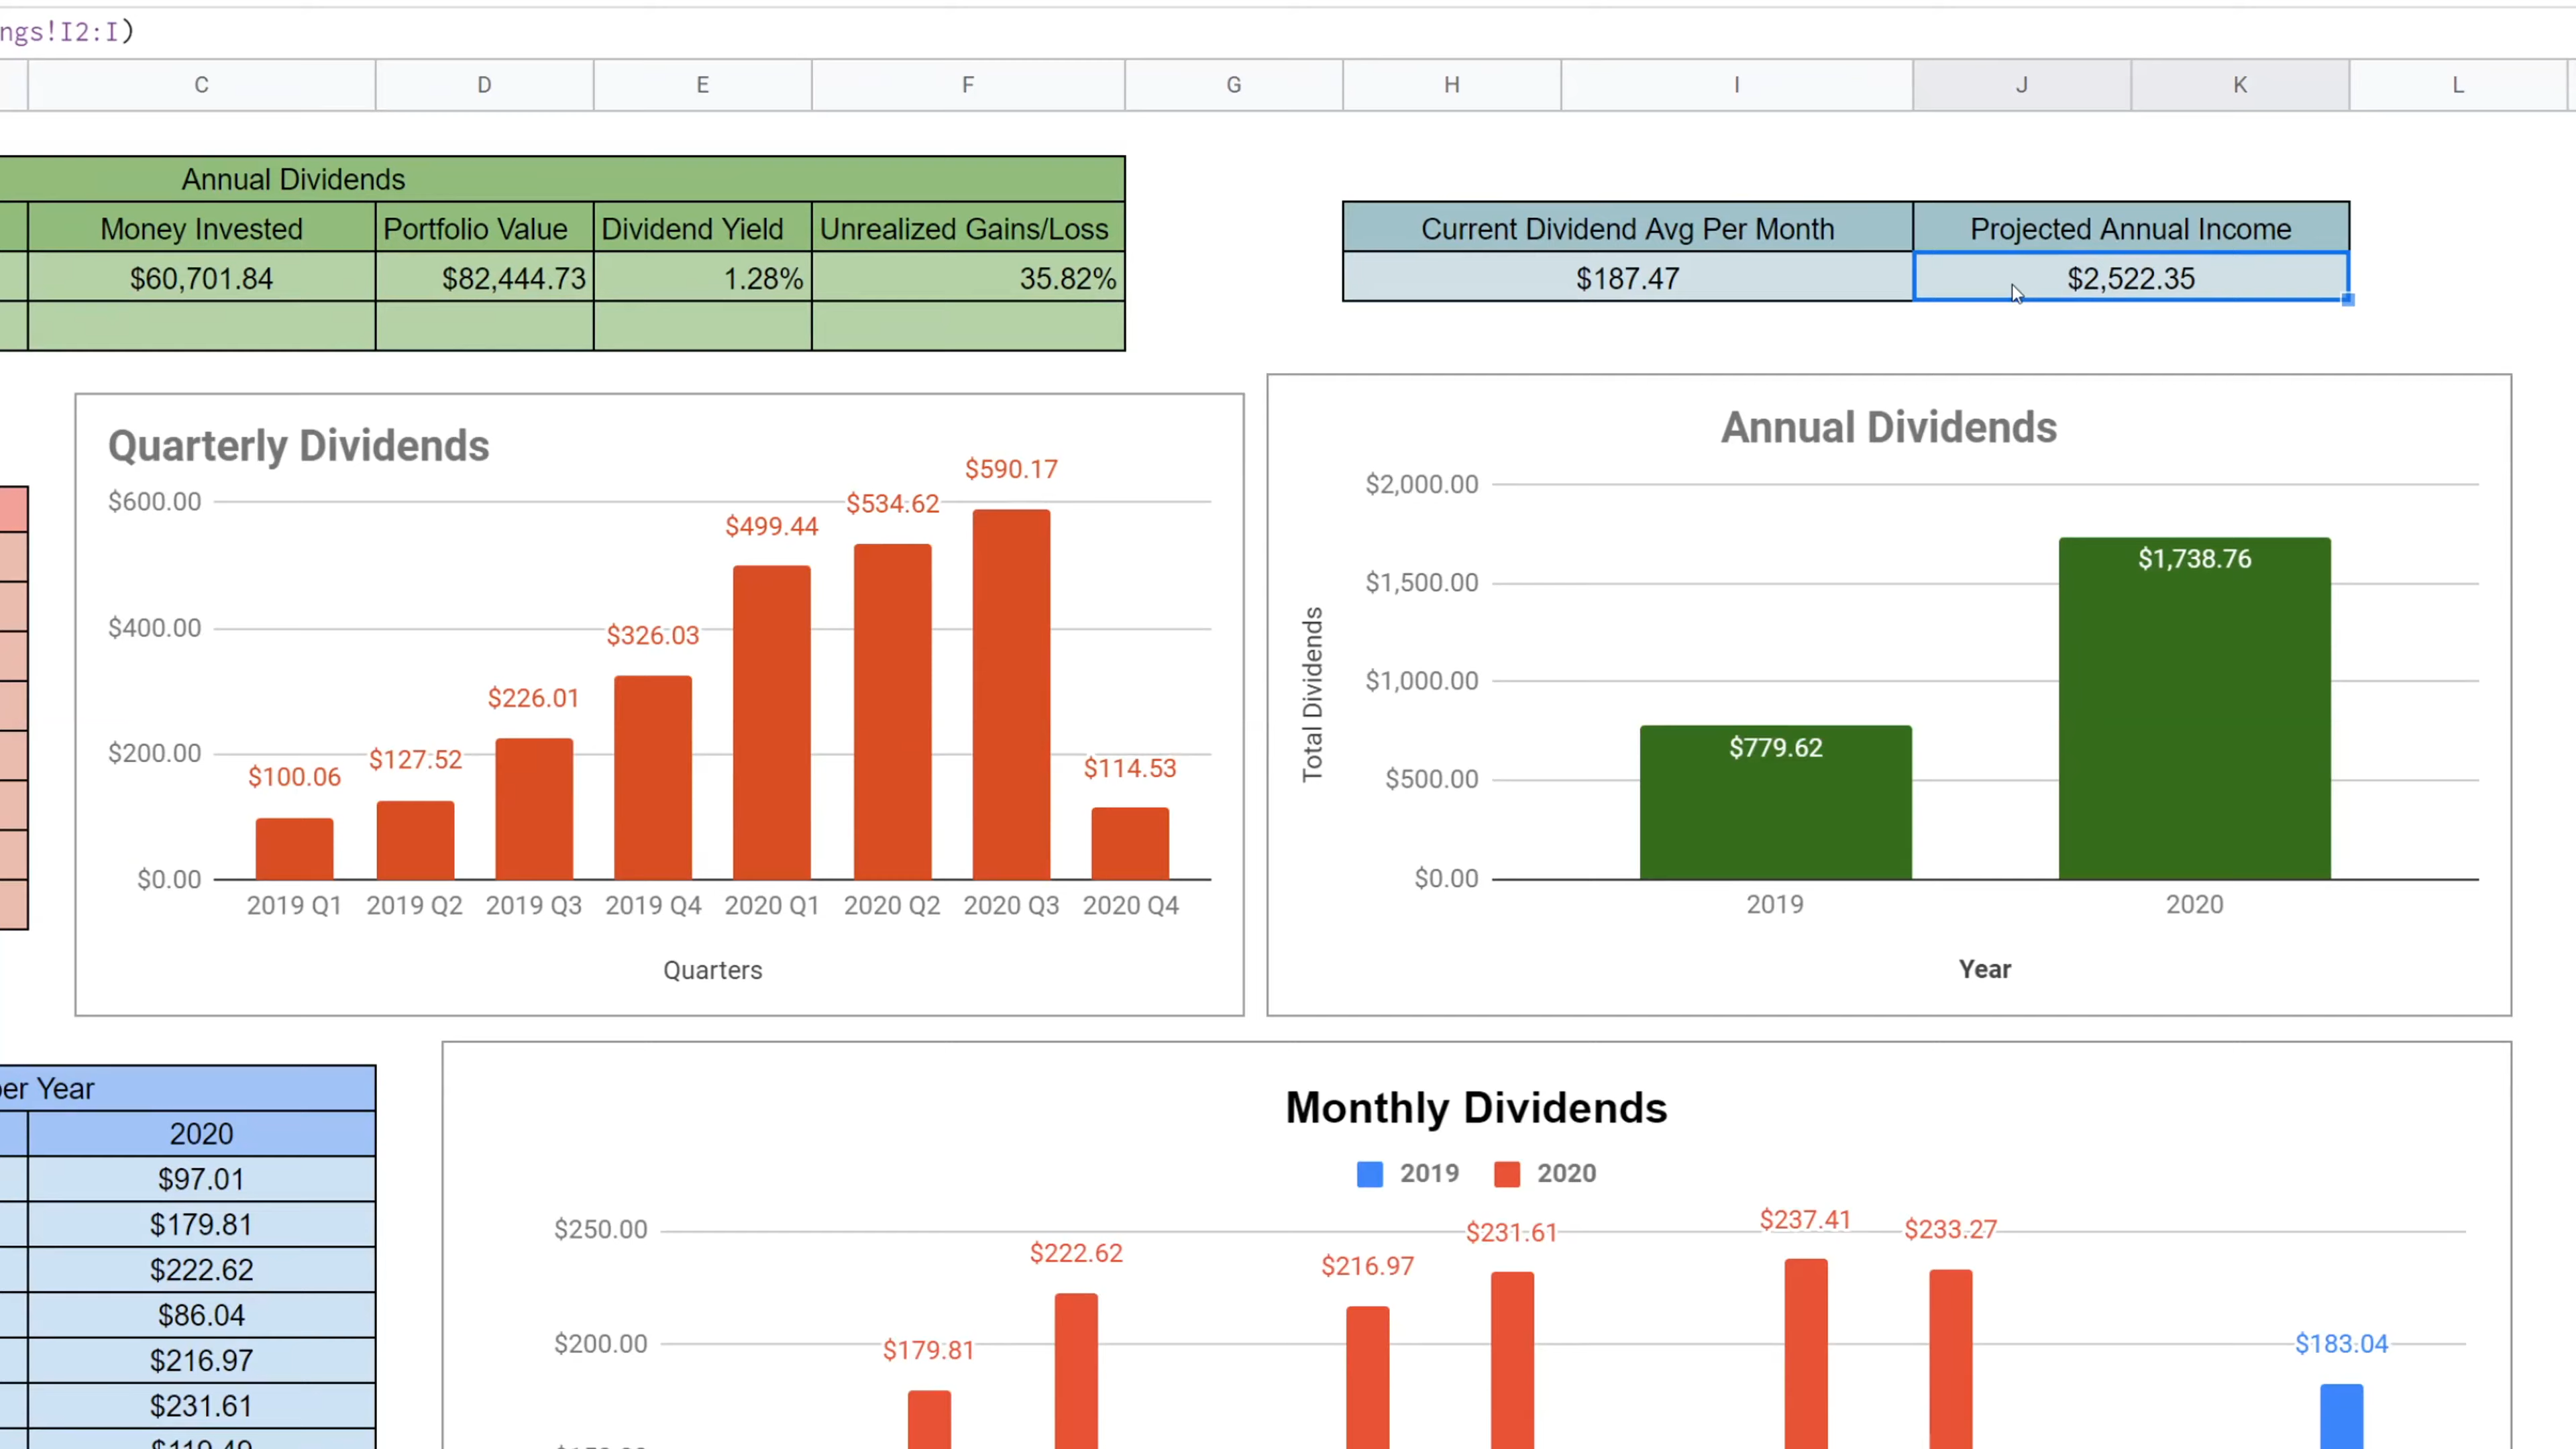 ngs!I2:I)
C D E F G H I J K L
Annual Dividends
Money Invested Portfolio Value Dividend Yield Unrealized Gains/Loss
$60,701.84 $82,444.73 1.28% 35.82%
Current Dividend Avg Per Month Projected Annual Income
$187.47 $2,522.35
Quarterly Dividends
$600.00
$400.00
$200.00
$0.00
$100.06
$127.52
$226.01
$326.03
$499.44
$534.62
$590.17
$114.53
2019 Q1 2019 Q2 2019 Q3 2019 Q4 2020 Q1 2020 Q2 2020 Q3 2020 Q4
Quarters
Annual Dividends
Total Dividends
$2,000.00
$1,500.00
$1,000.00
$500.00
$0.00
$779.62
$1,738.76
2019 2020
Year
per Year
2020
$97.01
$179.81
$222.62
$86.04
$216.97
$231.61
Monthly Dividends
2019 2020
$250.00
$200.00
$179.81
$222.62
$216.97
$231.61
$237.41
$233.27
$183.04